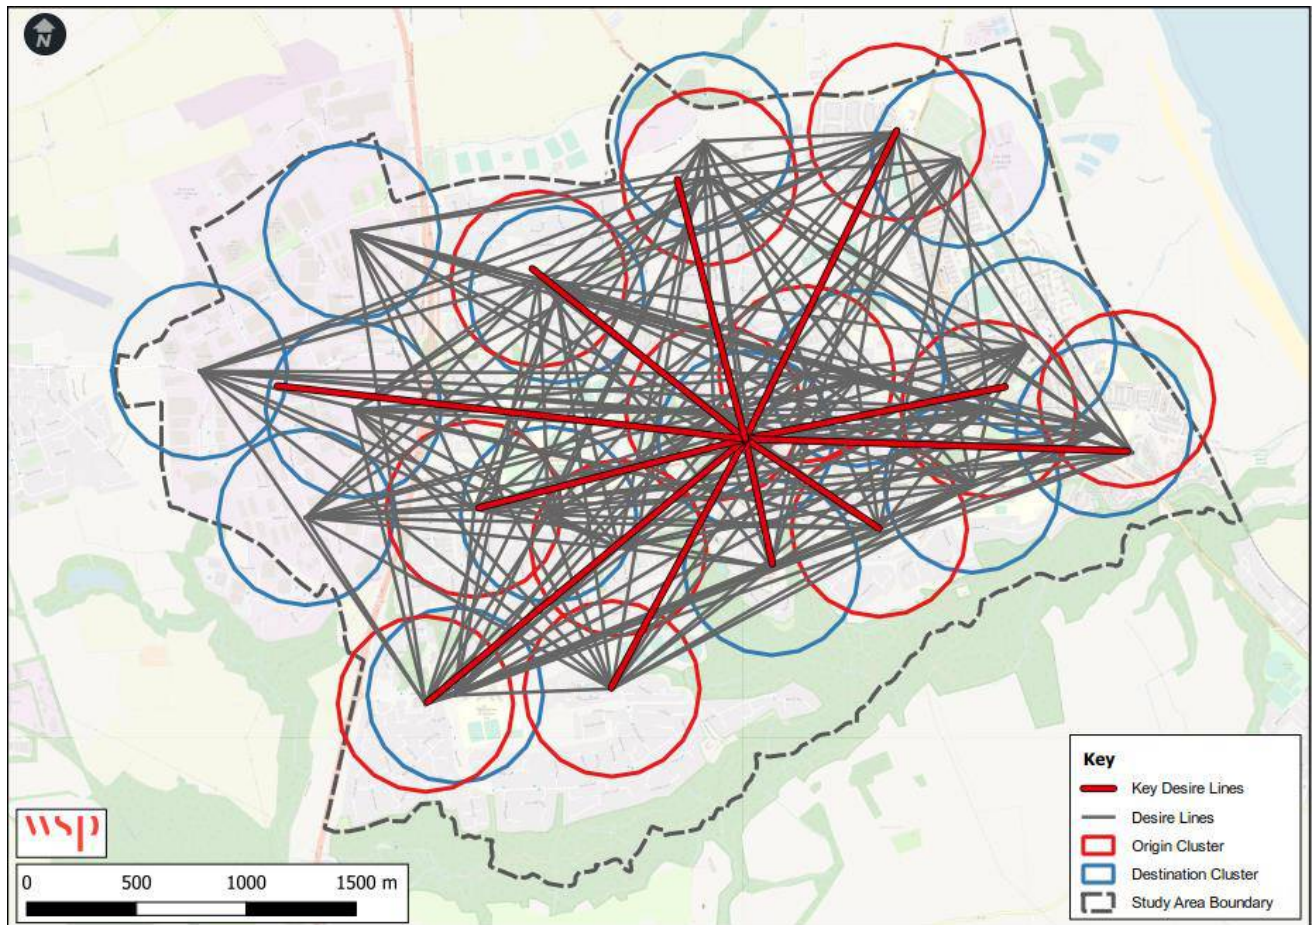 N
Key
Key Desire Lines
Desire Lines
Origin Cluster
Destination Cluster
Study Area Boundary
wsp
0 500 1000 1500 m